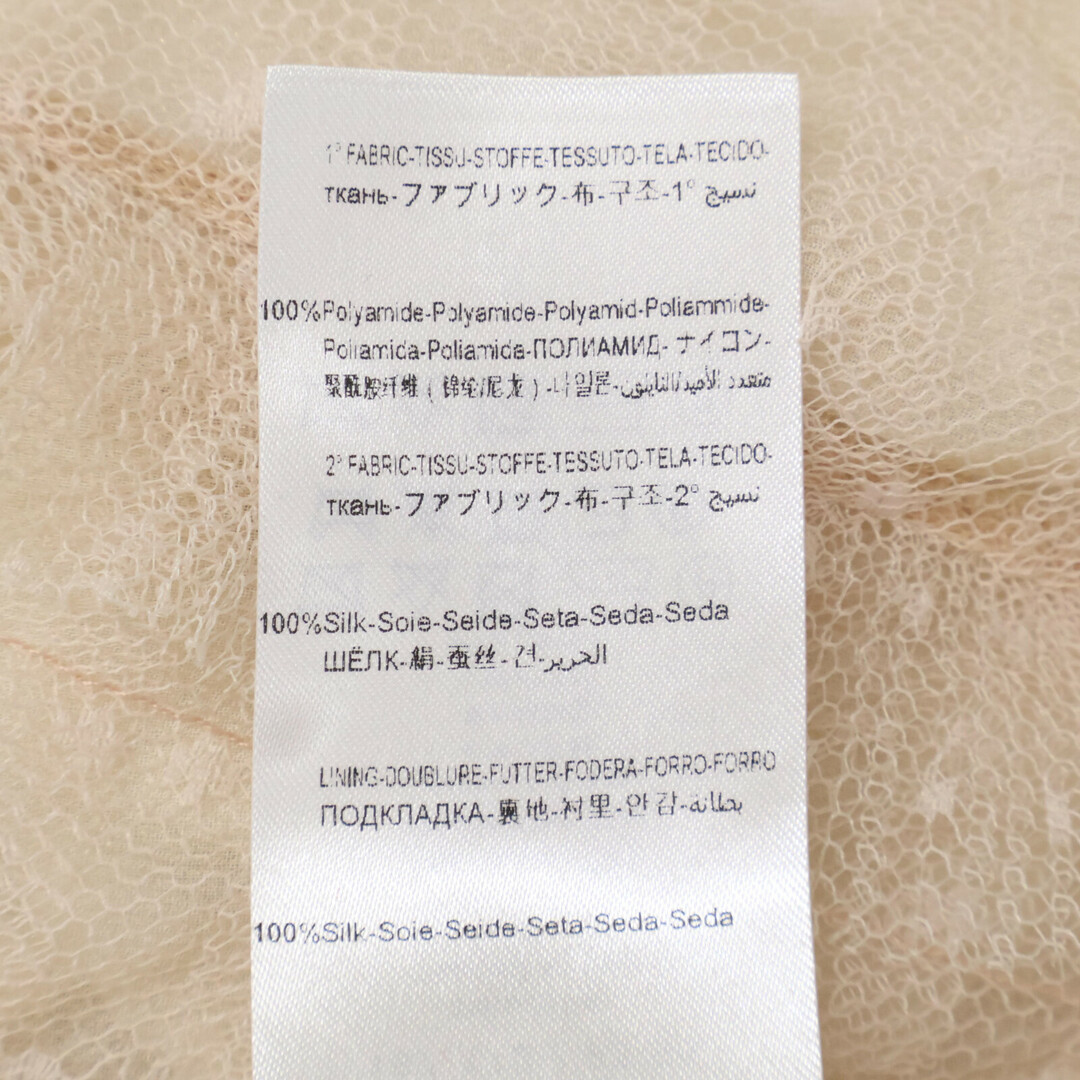 1° FABRIC-TISSU-STOFFE-TESSUTO-TELA-TECIDO-
ткань-ファブリック-布-구조-1° نسيج
100%Polyamide-Polyamide-Polyamid-Poliammide-
Poliamida-Poliamida-ПОЛИАМИД- ナイロン-
聚酰胺纤维 ( 锦纶/尼龙 ) -나일론-متعدد الأميد/النايلون
2° FABRIC-TISSU-STOFFE-TESSUTO-TELA-TECIDO-
ткань-ファブリック-布-구조-2° نسيج
100%Silk-Soie-Seide-Seta-Seda-Seda
ШЁЛК-絹-蚕丝-견-الحرير
LINING-DOUBLURE-FUTTER-FODERA-FORRO-FORRO
ПОДКЛАДКА-裏地-衬里-안감-بطانة
100%Silk-Soie-Seide-Seta-Seda-Seda